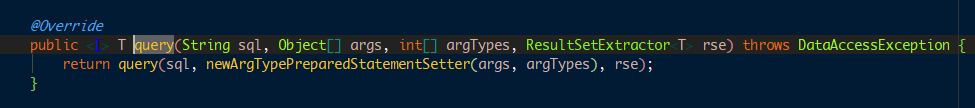 @Override
public <T> T query(String sql, Object[] args, int[] argTypes, ResultSetExtractor<T> rse) throws DataAccessException {
return query(sql, newArgTypePreparedStatementSetter(args, argTypes), rse);
}